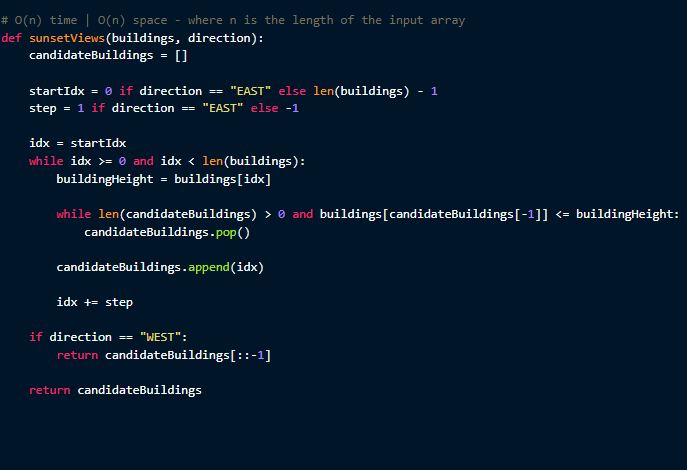 # O(n) time | O(n) space - where n is the length of the input array
def sunsetViews(buildings, direction):
    candidateBuildings = []
    startIdx = 0 if direction == "EAST" else len(buildings) - 1
    step = 1 if direction == "EAST" else -1
    idx = startIdx
    while idx >= 0 and idx < len(buildings):
        buildingHeight = buildings[idx]
        while len(candidateBuildings) > 0 and buildings[candidateBuildings[-1]] <= buildingHeight:
            candidateBuildings.pop()
        candidateBuildings.append(idx)
        idx += step
    if direction == "WEST":
        return candidateBuildings[::-1]
    return candidateBuildings